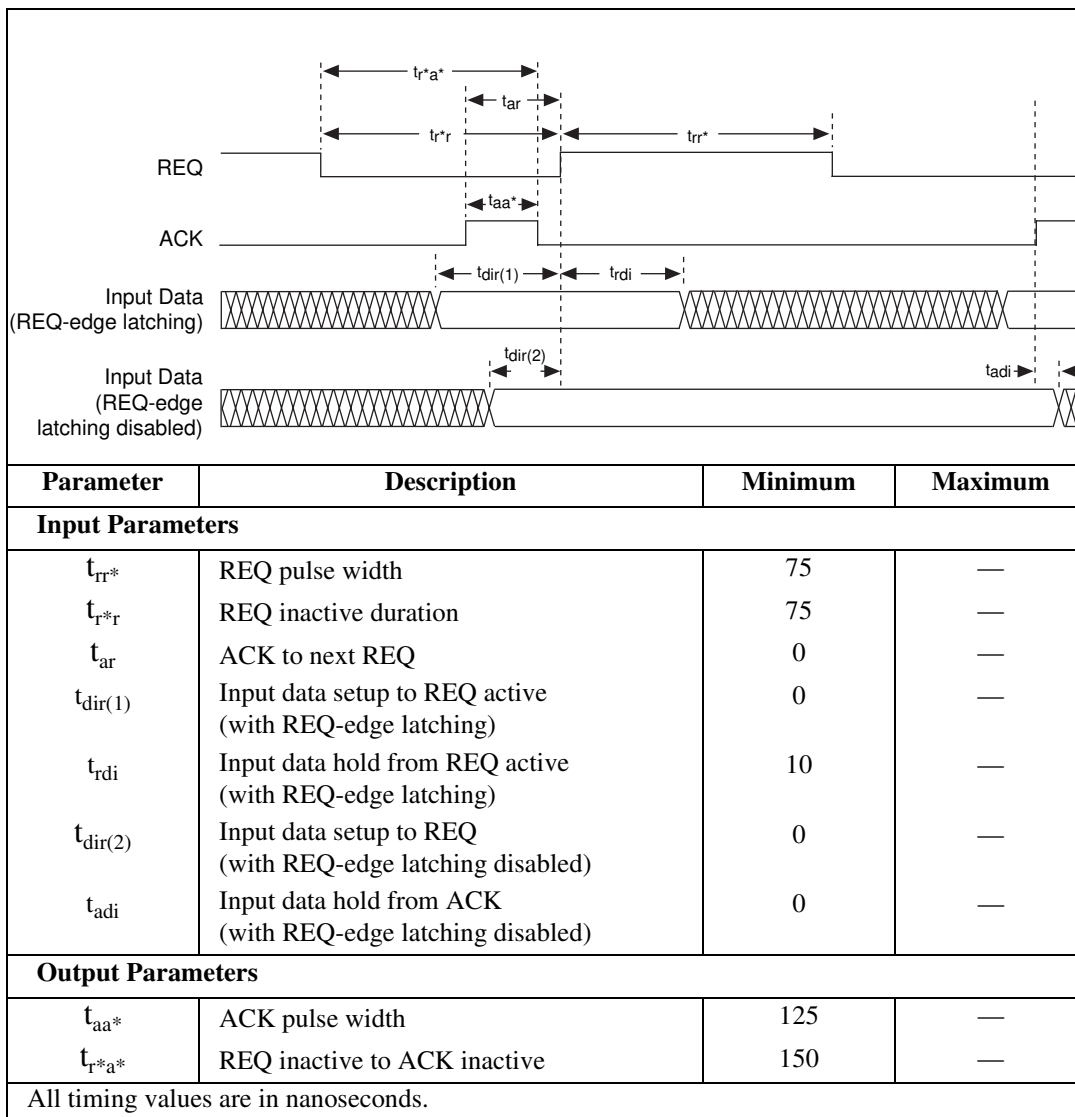 tr*a*
tar
tr*r trr*
REQ
taa*
ACK
tdir(1) trdi
Input Data
(REQ-edge latching)
tdir(2)
tadi
Input Data
(REQ-edge
latching disabled)
Parameter Description Minimum Maximum
Input Parameters
trr* REQ pulse width 75 —
tr*r REQ inactive duration 75 —
tar ACK to next REQ 0 —
tdir(1) Input data setup to REQ active 0 —
(with REQ-edge latching)
trdi Input data hold from REQ active 10 —
(with REQ-edge latching)
tdir(2) Input data setup to REQ 0 —
(with REQ-edge latching disabled)
tadi Input data hold from ACK 0 —
(with REQ-edge latching disabled)
Output Parameters
taa* ACK pulse width 125 —
tr*a* REQ inactive to ACK inactive 150 —
All timing values are in nanoseconds.